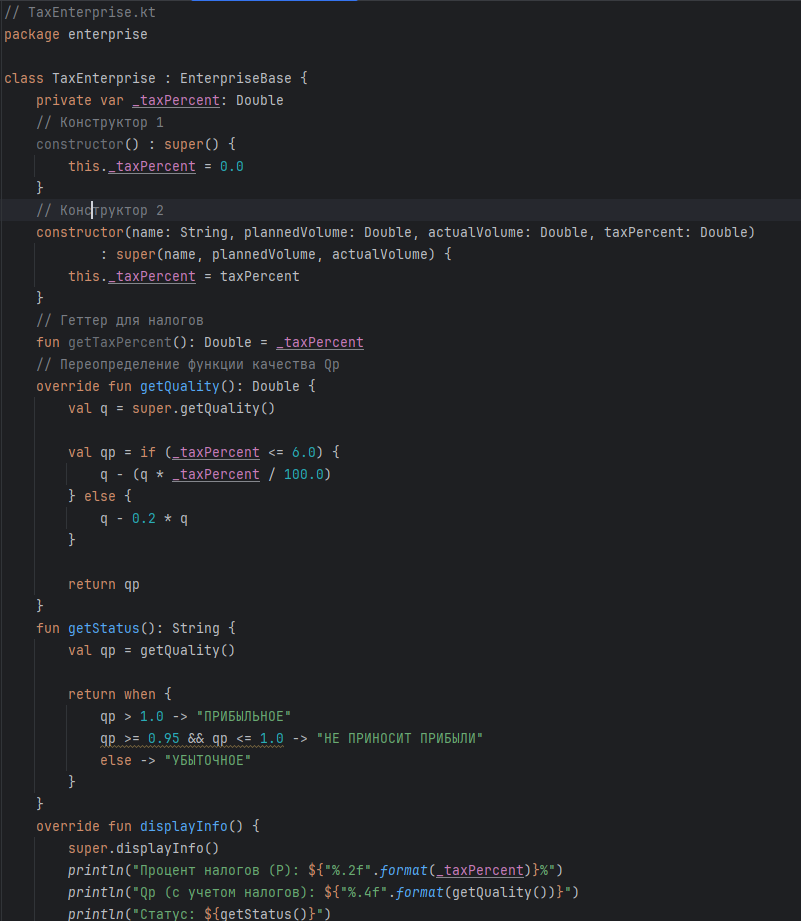 // TaxEnterprise.kt
package enterprise
class TaxEnterprise : EnterpriseBase {
private var _taxPercent: Double
// Конструктор 1
constructor() : super() {
this._taxPercent = 0.0
}
// Конструктор 2
constructor(name: String, plannedVolume: Double, actualVolume: Double, taxPercent: Double)
: super(name, plannedVolume, actualVolume) {
this._taxPercent = taxPercent
}
// Геттер для налогов
fun getTaxPercent(): Double = _taxPercent
// Переопределение функции качества Qp
override fun getQuality(): Double {
val q = super.getQuality()
val qp = if (_taxPercent <= 6.0) {
q - (q * _taxPercent / 100.0)
} else {
q - 0.2 * q
}
return qp
}
fun getStatus(): String {
val qp = getQuality()
return when {
qp > 1.0 -> "ПРИБЫЛЬНОЕ"
qp >= 0.95 && qp <= 1.0 -> "НЕ ПРИНОСИТ ПРИБЫЛИ"
else -> "УБЫТОЧНОЕ"
}
}
override fun displayInfo() {
super.displayInfo()
println("Процент налогов (P): ${"%.2f".format(_taxPercent)}%")
println("Qp (с учетом налогов): ${"%.4f".format(getQuality())}")
println("Статус: ${getStatus()}")